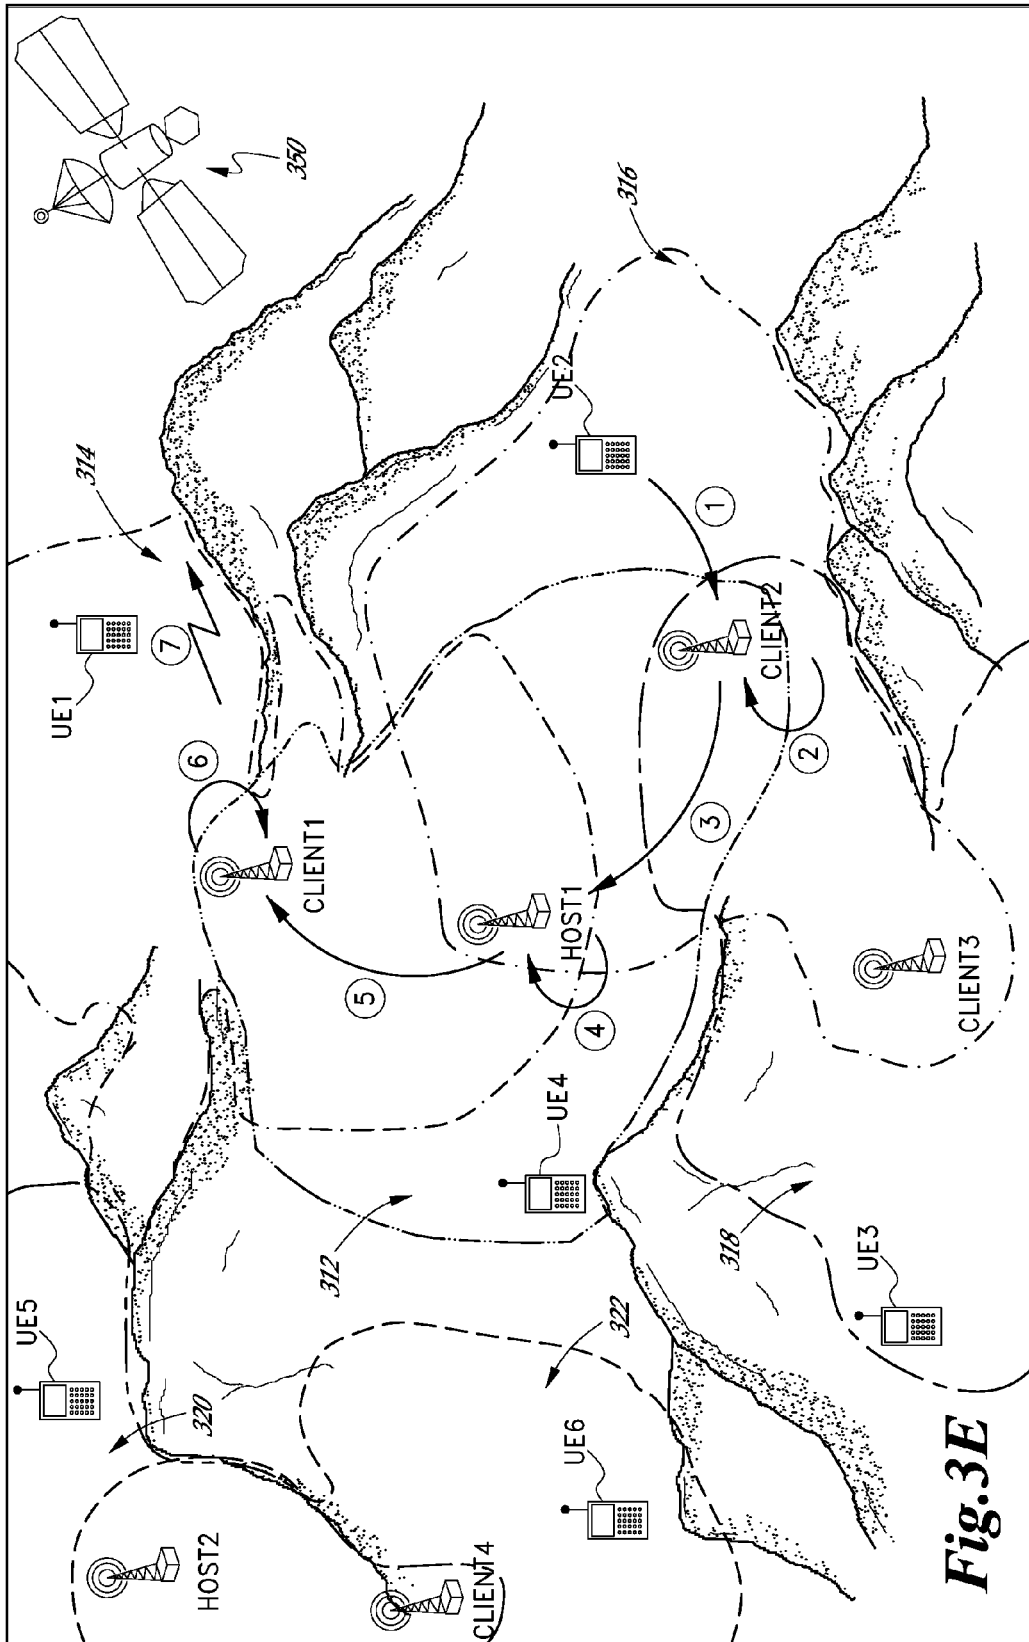 350
316
314
UE1
UE2
1
7
6
CLIENT2
2
3
CLIENT1
HOST1
5
4
CLIENT3
UE4
312
318
UE3
322
UE5
320
UE6
HOST2
CLIENT4
Fig.3E